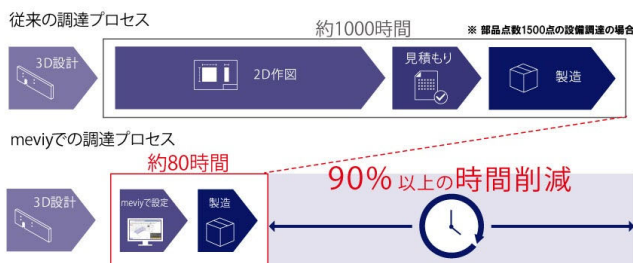 従来の調達プロセス
約1000時間
※ 部品点数1500点の設備調達の場合
3D設計
2D作図
見積もり
製造
meviyでの調達プロセス
約80時間
90%以上の時間削減
3D設計
meviyで設定
製造